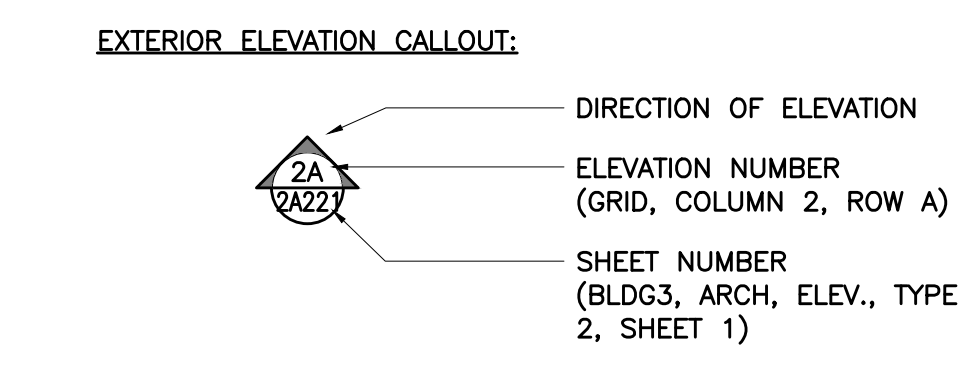 EXTERIOR ELEVATION CALLOUT:
DIRECTION OF ELEVATION
2A
ELEVATION NUMBER
(GRID, COLUMN 2, ROW A)
2A221
SHEET NUMBER
(BLDG3, ARCH, ELEV., TYPE
2, SHEET 1)